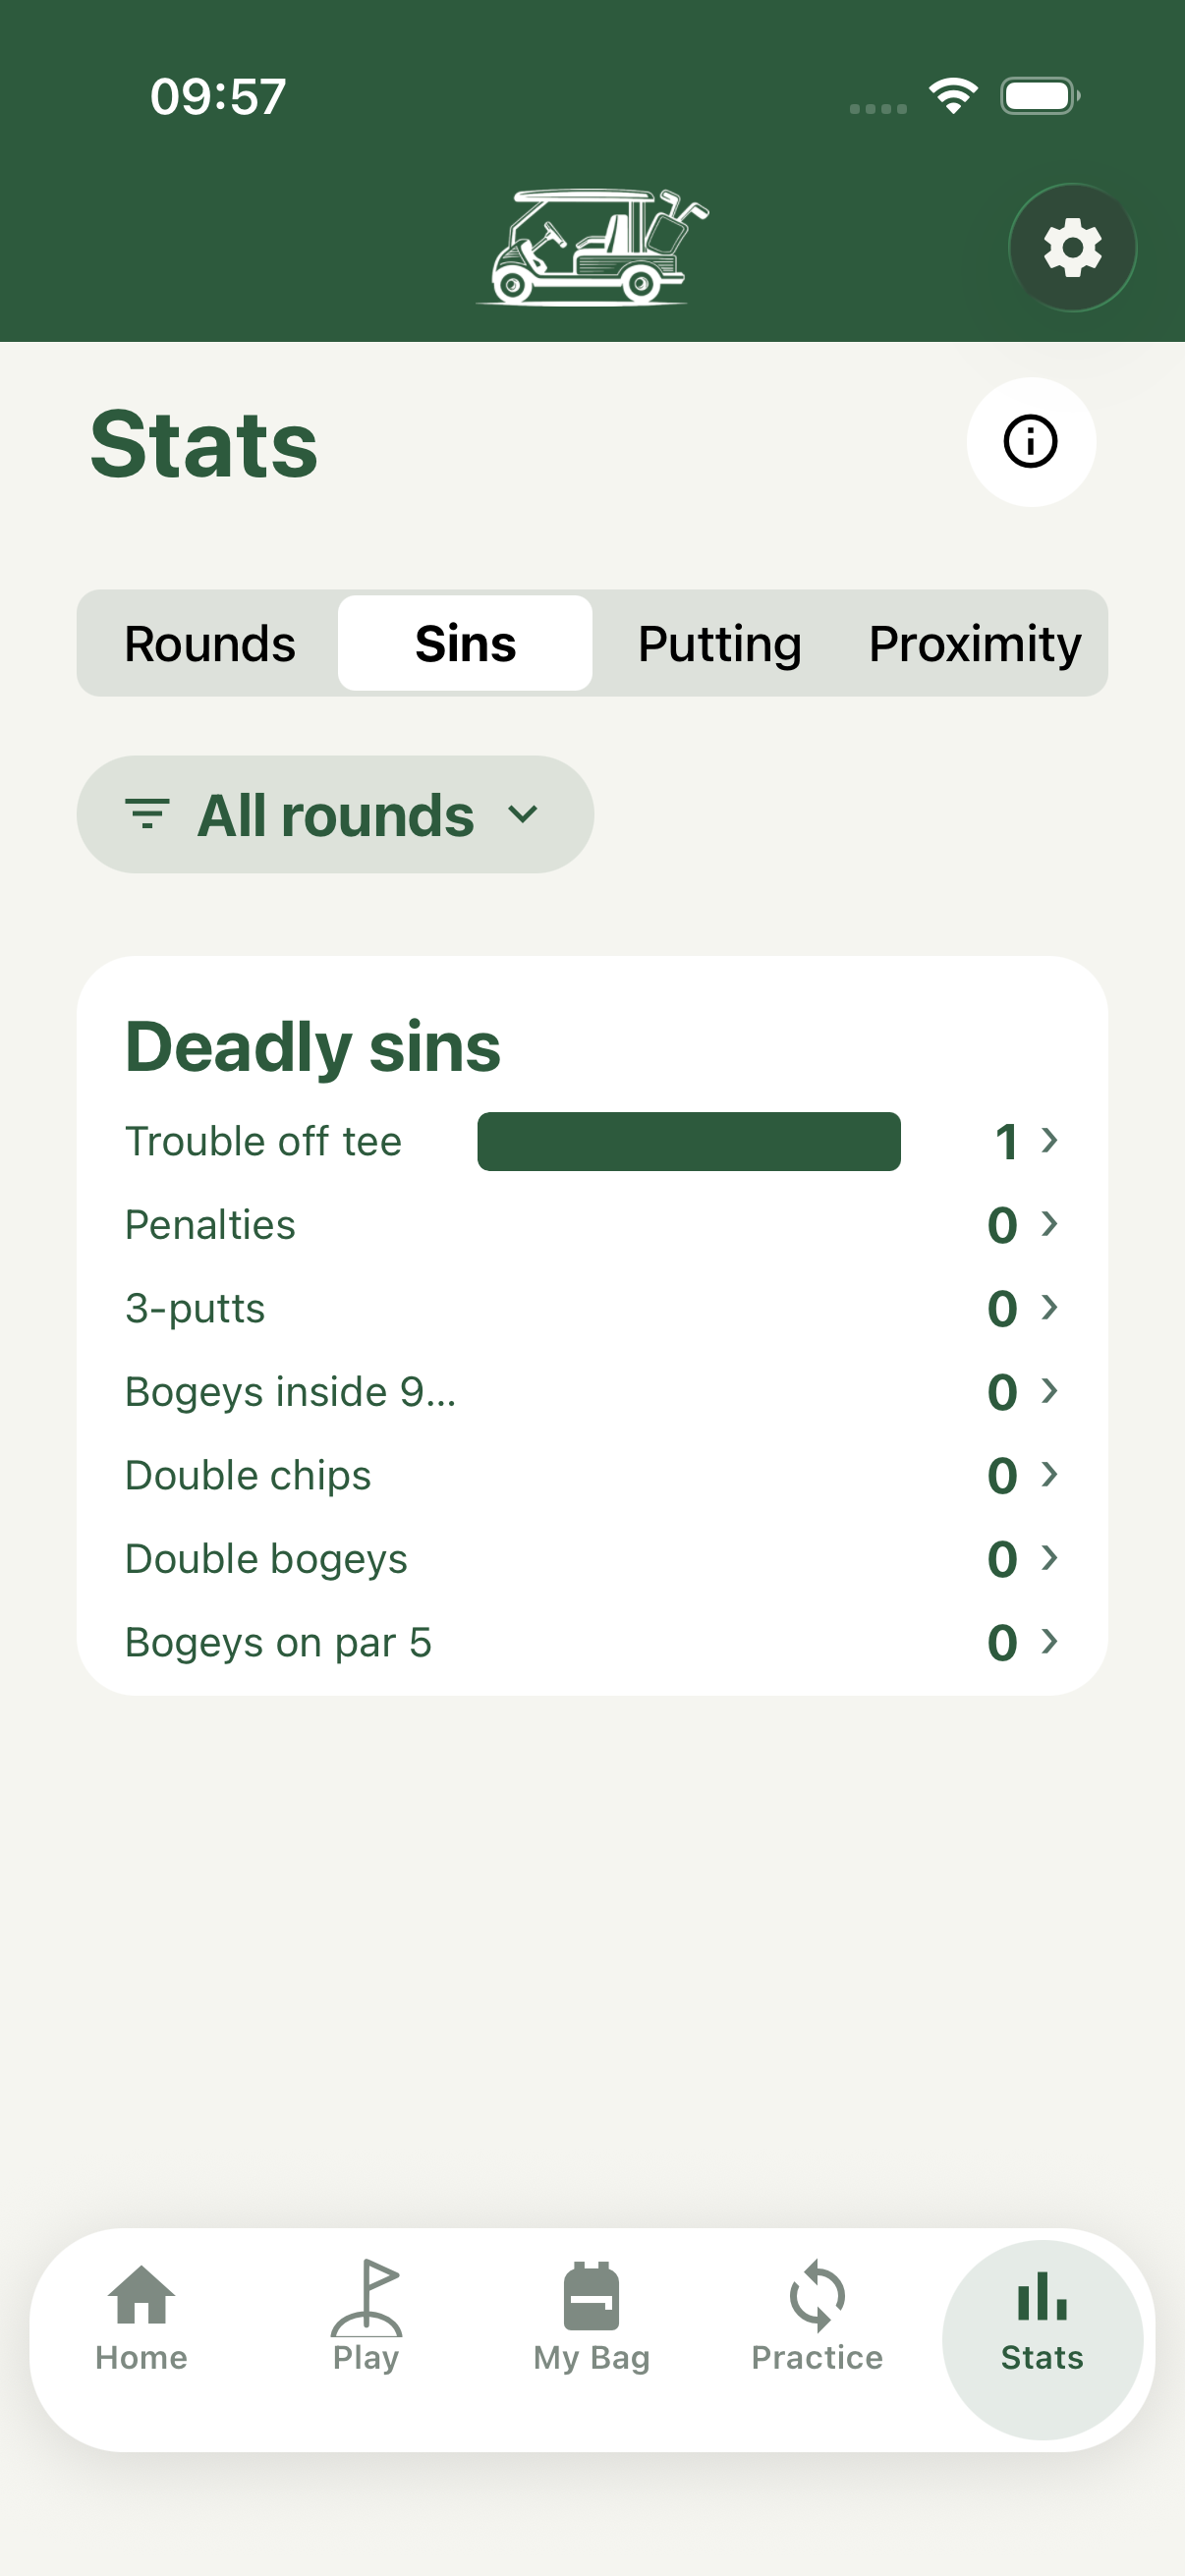 09:57
Stats
Rounds Sins Putting Proximity
All rounds
Deadly sins
Trouble off tee 1
Penalties 0
3-putts 0
Bogeys inside 9... 0
Double chips 0
Double bogeys 0
Bogeys on par 5 0
Home Play My Bag Practice Stats